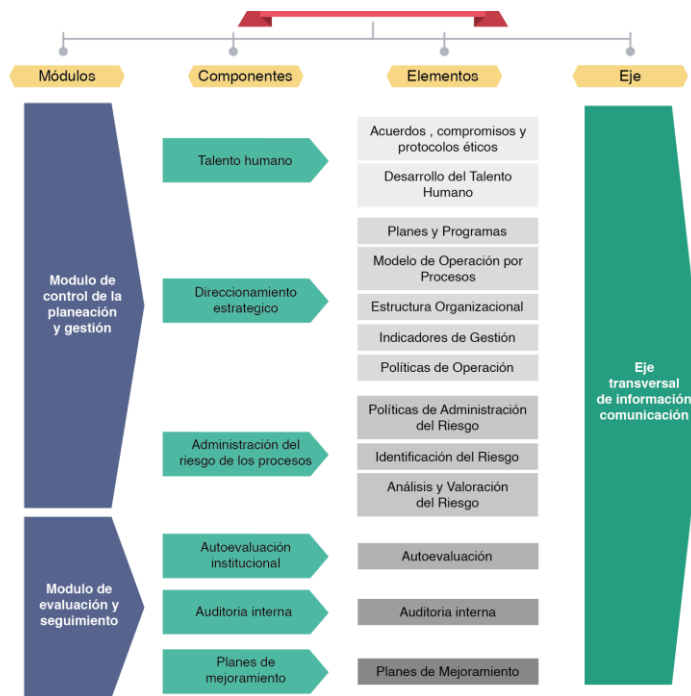 Módulos
Componentes
Elementos
Eje
Modulo de
control de la
planeación
y gestión
Talento humano
Acuerdos , compromisos y
protocolos éticos
Desarrollo del Talento
Humano
Direccionamiento
estrategico
Planes y Programas
Modelo de Operación por
Procesos
Estructura Organizacional
Indicadores de Gestión
Políticas de Operación
Administración del
riesgo de los procesos
Políticas de Administración
del Riesgo
Identificación del Riesgo
Análisis y Valoración
del Riesgo
Modulo de
evaluación y
seguimiento
Autoevaluación
institucional
Autoevaluación
Auditoria interna
Auditoria interna
Planes de
mejoramiento
Planes de Mejoramiento
Eje
transversal
de información
comunicación